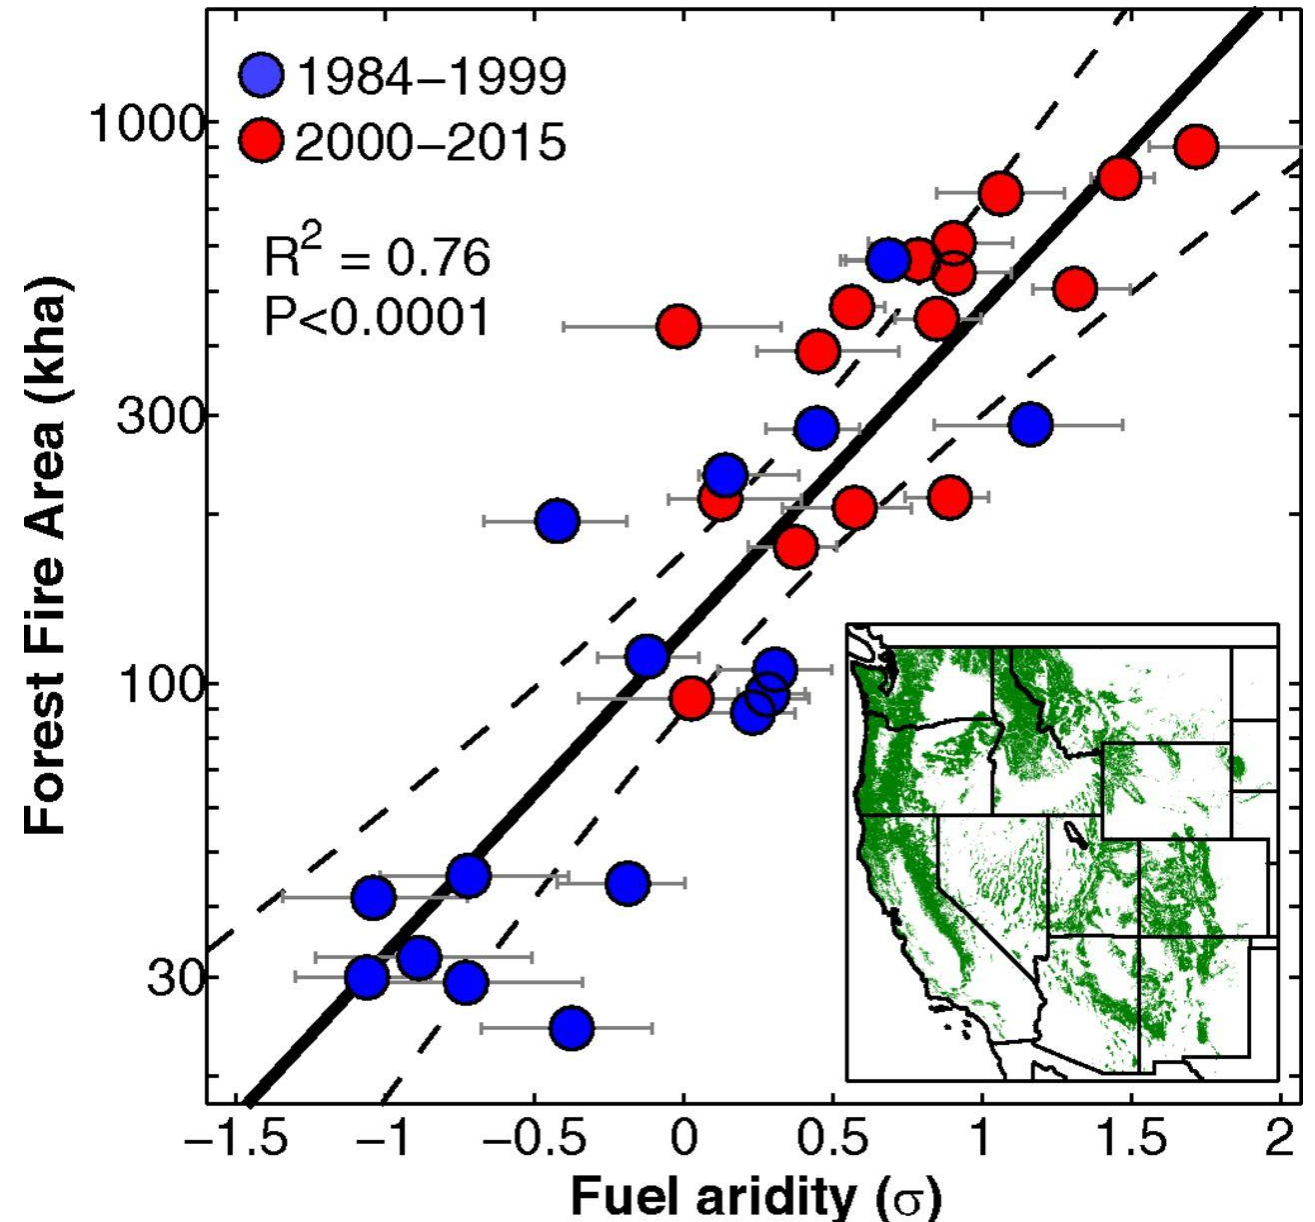 1984−1999
2000−2015
R2 = 0.76
P<0.0001
Forest Fire Area (kha)
1000
300
100
30
−1.5 −1 −0.5 0 0.5 1 1.5 2
Fuel aridity (σ)